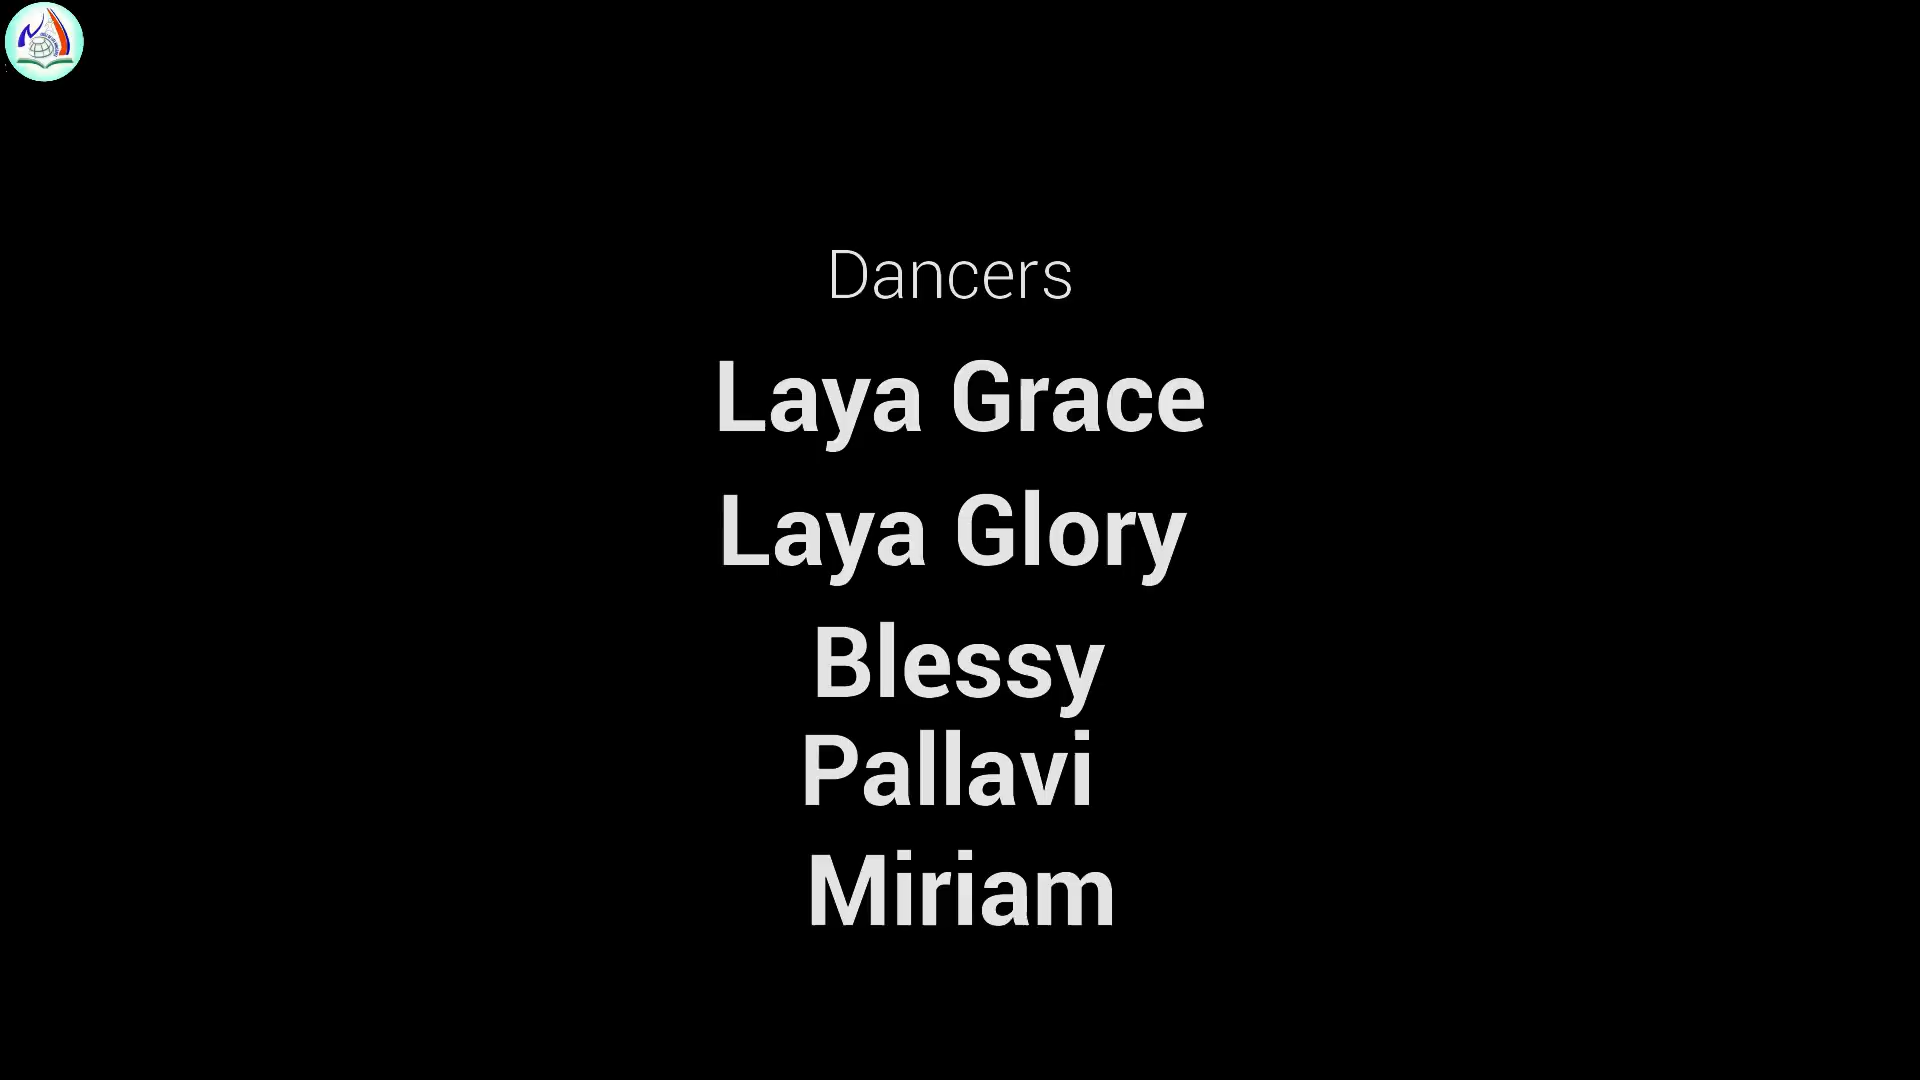 Dancers
Laya Grace
Laya Glory
Blessy
Pallavi
Miriam